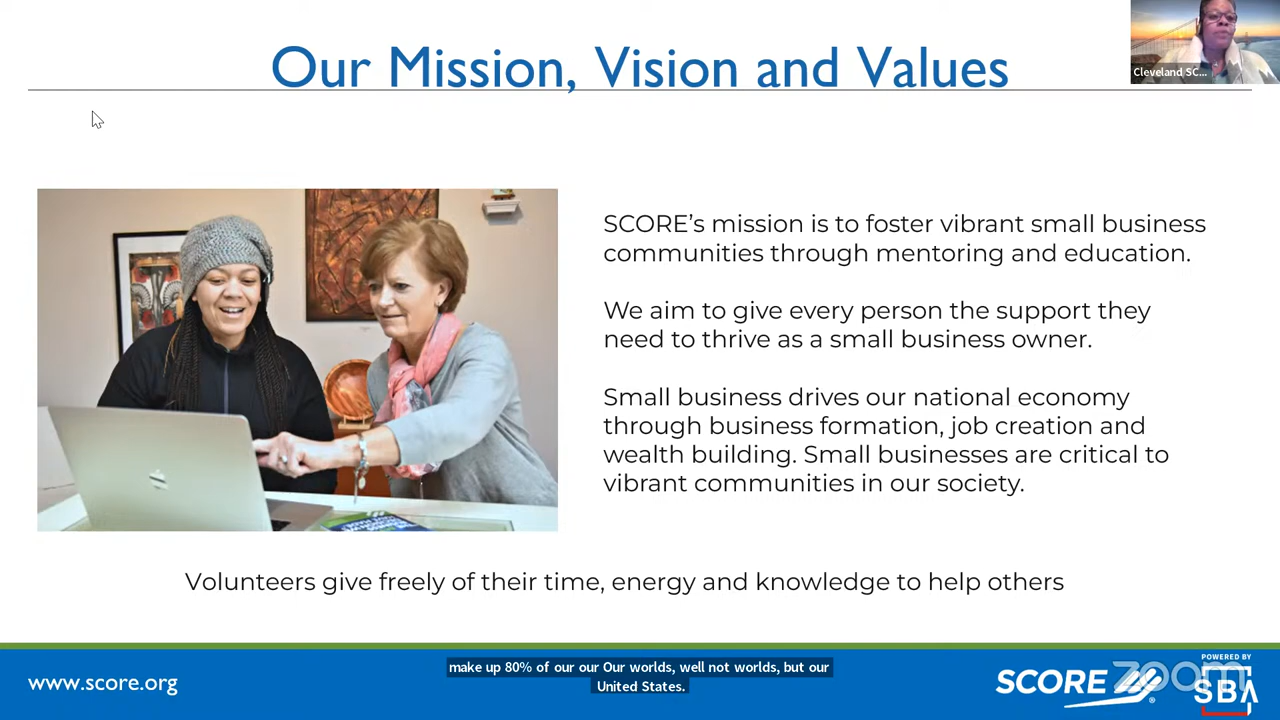 Our Mission, Vision and Values
Cleveland SC...
SCORE's mission is to foster vibrant small business
communities through mentoring and education.
We aim to give every person the support they
need to thrive as a small business owner.
Small business drives our national economy
through business formation, job creation and
wealth building. Small businesses are critical to
vibrant communities in our society.
Volunteers give freely of their time, energy and knowledge to help others
make up 80% of our our Our worlds, well not worlds, but our
United States.
www.score.org
SCORE
zoom
POWERED BY
SBA